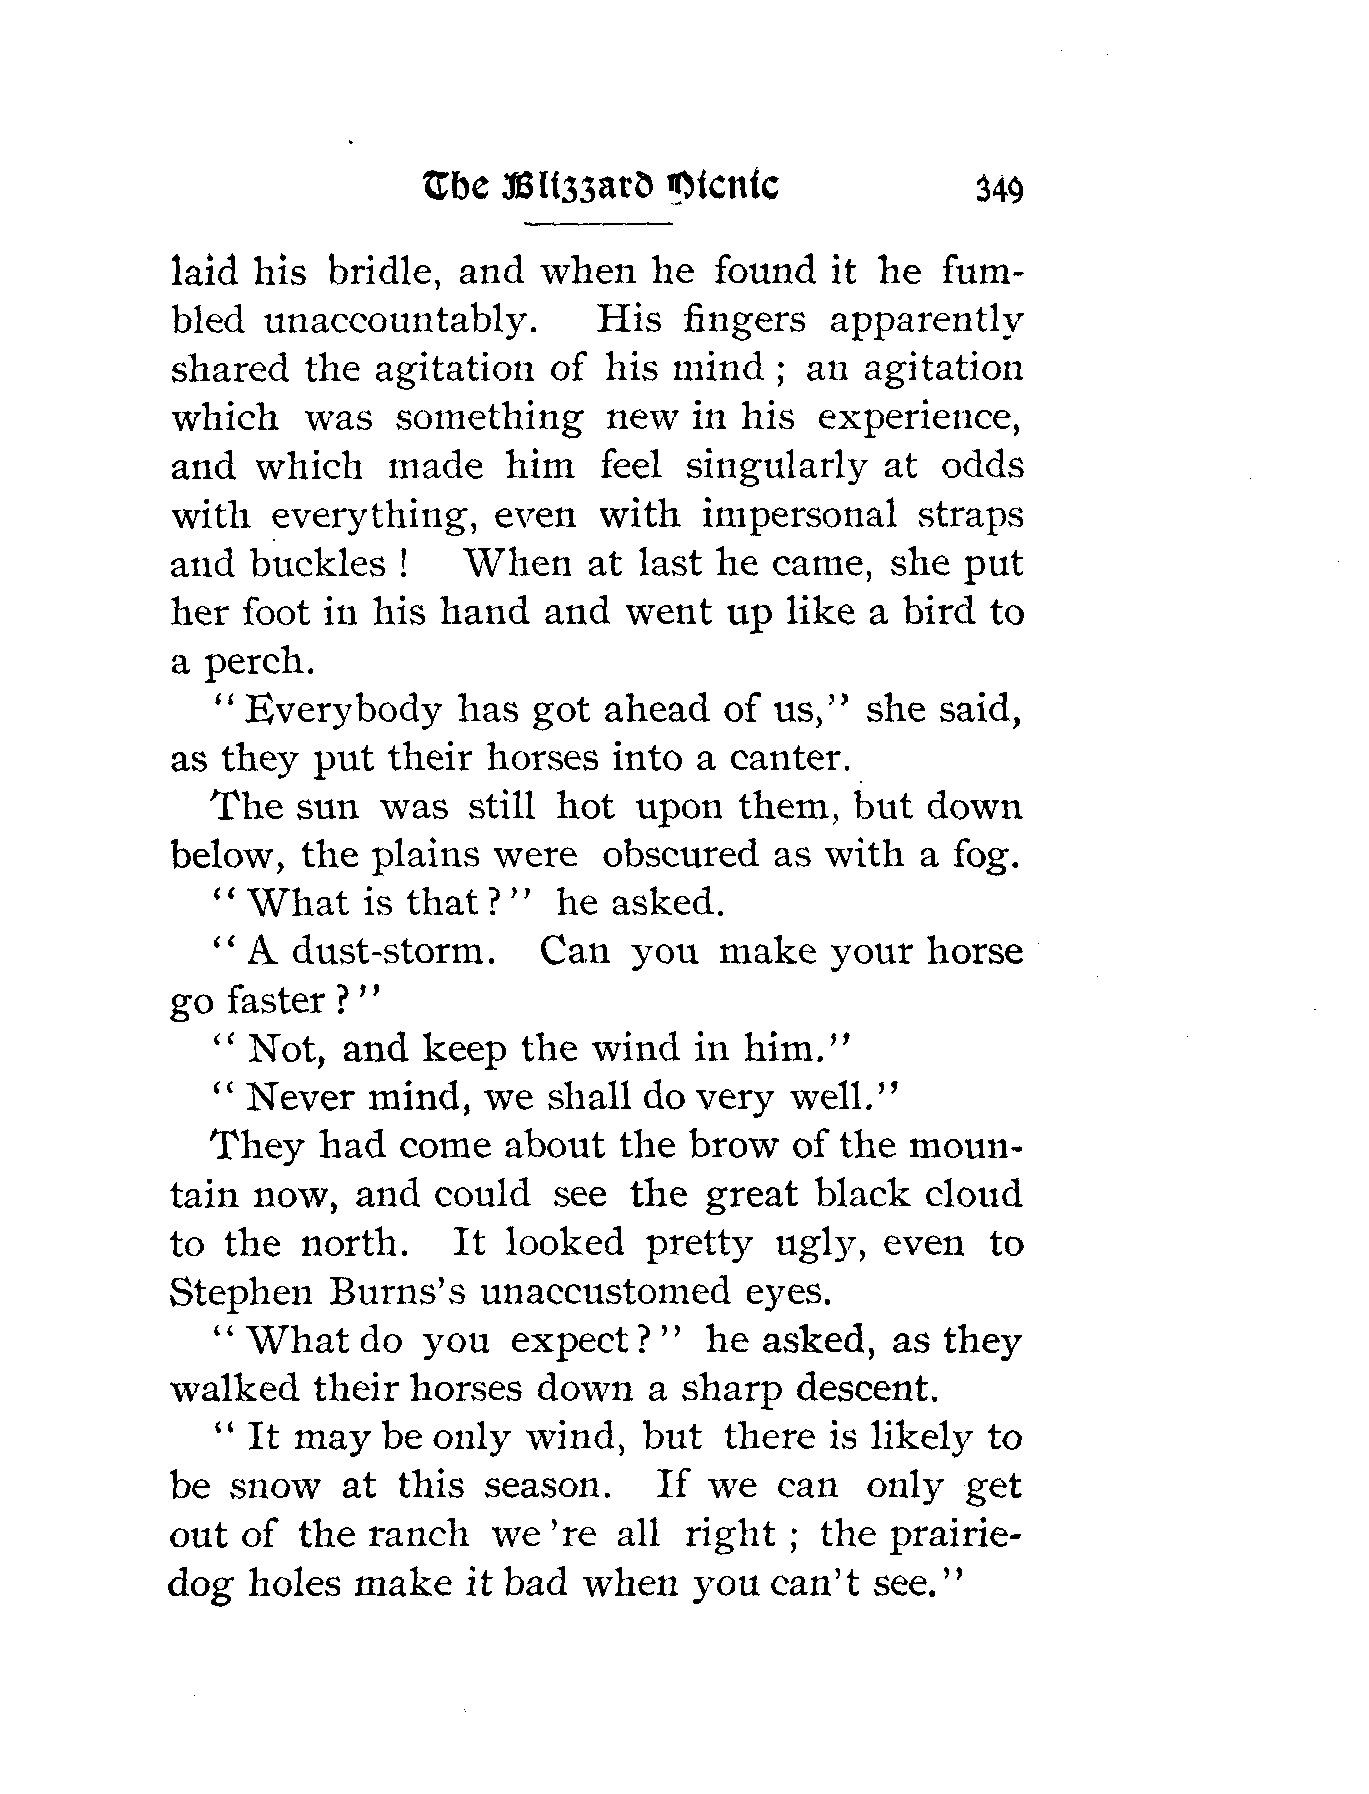 The Blizzard Picnic 349
laid his bridle, and when he found it he fum-
bled unaccountably. His fingers apparently
shared the agitation of his mind ; an agitation
which was something new in his experience,
and which made him feel singularly at odds
with everything, even with impersonal straps
and buckles ! When at last he came, she put
her foot in his hand and went up like a bird to
a perch.
“ Everybody has got ahead of us,” she said,
as they put their horses into a canter.
The sun was still hot upon them, but down
below, the plains were obscured as with a fog.
“ What is that ? ” he asked.
“ A dust-storm. Can you make your horse
go faster ? ”
“ Not, and keep the wind in him.”
“ Never mind, we shall do very well.”
They had come about the brow of the moun-
tain now, and could see the great black cloud
to the north. It looked pretty ugly, even to
Stephen Burns’s unaccustomed eyes.
“ What do you expect ? ” he asked, as they
walked their horses down a sharp descent.
“ It may be only wind, but there is likely to
be snow at this season. If we can only get
out of the ranch we ’re all right ; the prairie-
dog holes make it bad when you can’t see.”